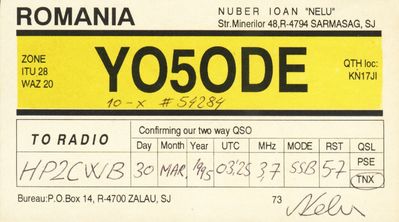 ROMANIA
NUBER IOAN "NELU"
Str.Minerilor 48,R-4794 SARMASAG, SJ
ZONE
ITU 28
WAZ 20
YO5ODE
QTH loc:
KN17JI
10-X # 54284
TO RADIO
Confirming our two way QSO
Day Month Year UTC MHz MODE RST QSL
HP2CWB 30 MAR. 1995 0325 3,7 SSB 57 PSE
TNX
Bureau:P.O.Box 14, R-4700 ZALAU, SJ 73 Nelu